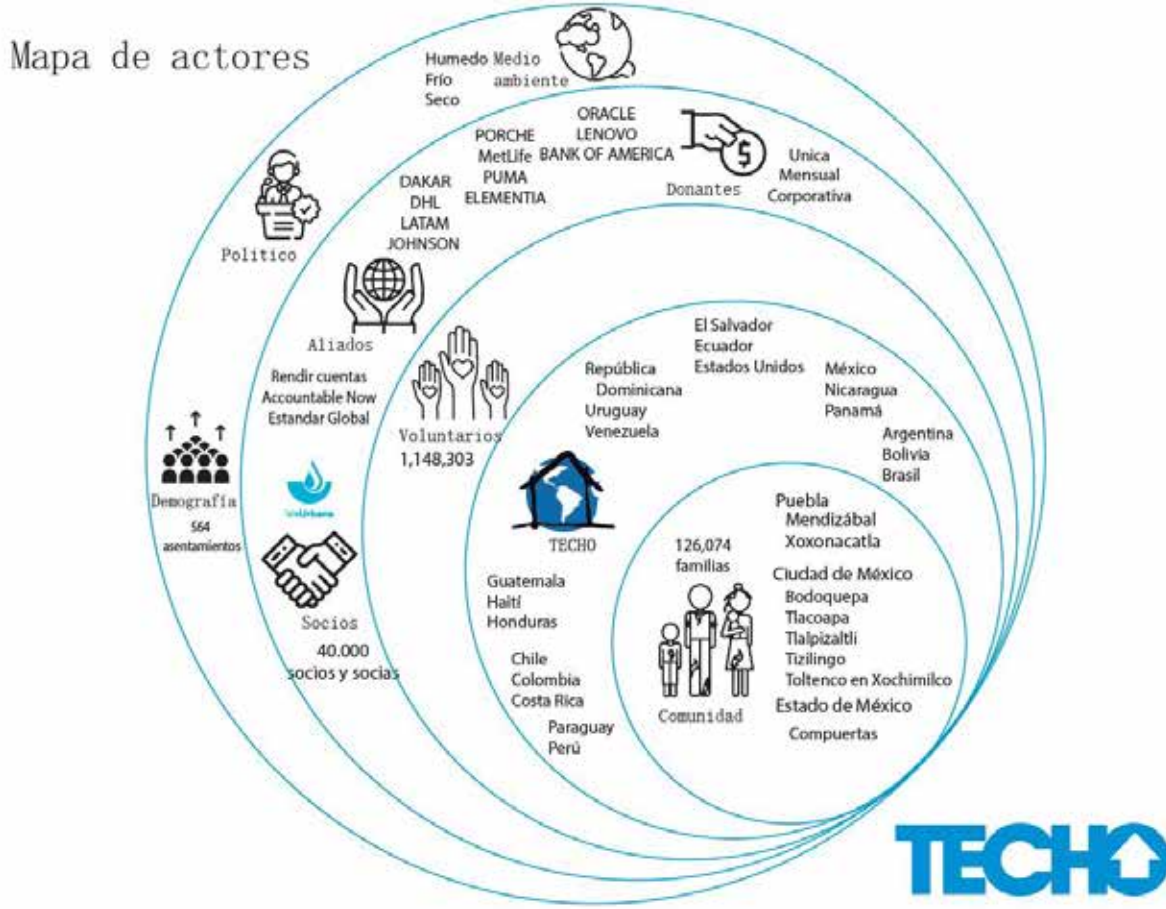 Mapa de actores
Humedo
Frío
Seco
Medio
ambiente
ORACLE
LENOVO
BANK OF AMERICA
PORCHE
MetLife
PUMA
ELEMENTIA
DAKAR
DHL
LATAM
JOHNSON
Donantes
Unica
Mensual
Corporativa
Político
Aliados
Rendir cuentas
Accountable Now
Estandar Global
Voluntarios
1,148,303
Demografía
564
asentamientos
Socios
40.000
socios y socias
El Salvador
Ecuador
Estados Unidos
República
Dominicana
Uruguay
Venezuela
México
Nicaragua
Panamá
Argentina
Bolivia
Brasil
TECHO
Guatemala
Haití
Honduras
Chile
Colombia
Costa Rica
Paraguay
Perú
126,074
familias
Comunidad
Puebla
Mendizábal
Xoxonacatla
Ciudad de México
Bodoquepa
Tlacoapa
Tlalpizaltli
Tizilingo
Toltenco en Xochimilco
Estado de México
Compuertas
TECHO